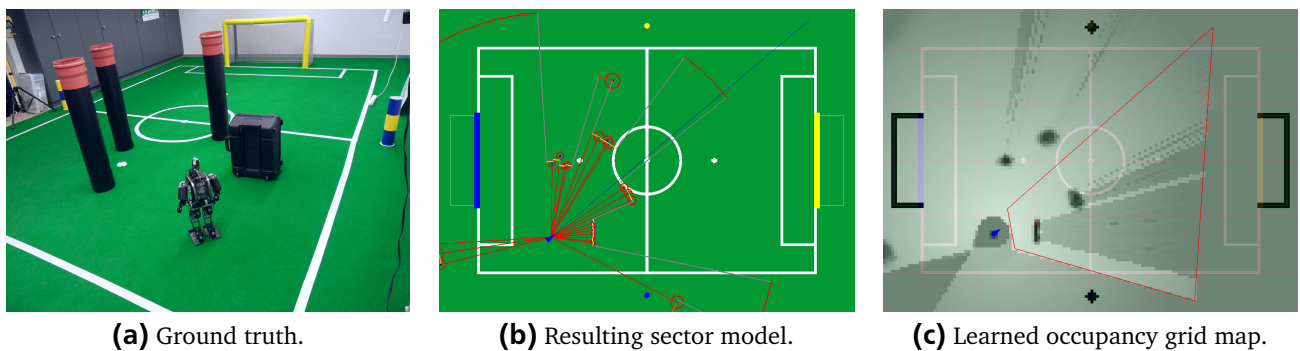 (a) Ground truth.
(b) Resulting sector model.
(c) Learned occupancy grid map.